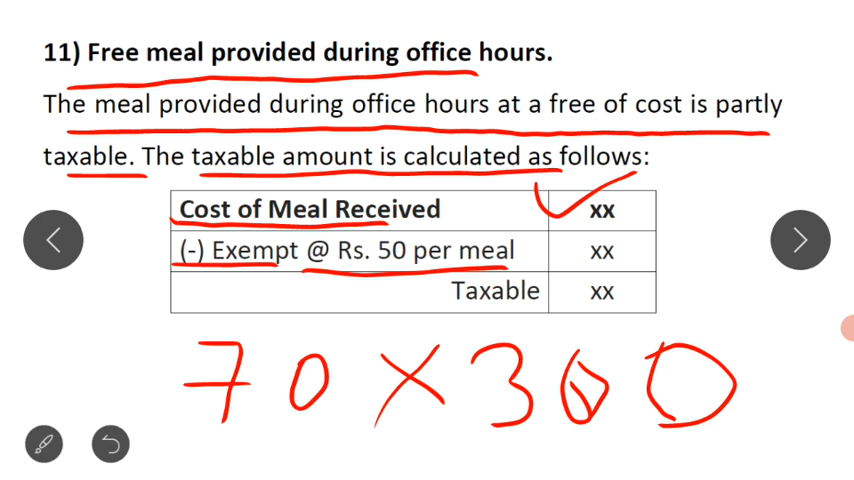 11) Free meal provided during office hours.
The meal provided during office hours at a free of cost is partly
taxable. The taxable amount is calculated as follows:
Cost of Meal Received xx
(-) Exempt @ Rs. 50 per meal xx
Taxable xx
70 × 300